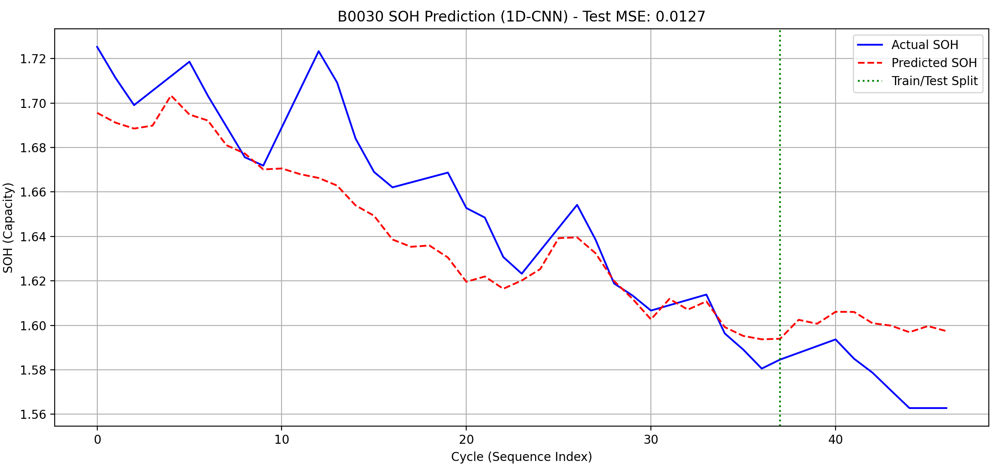 B0030 SOH Prediction (1D-CNN) - Test MSE: 0.0127
Actual SOH
Predicted SOH
Train/Test Split
SOH (Capacity)
1.72
1.70
1.68
1.66
1.64
1.62
1.60
1.58
1.56
0 10 20 30 40
Cycle (Sequence Index)